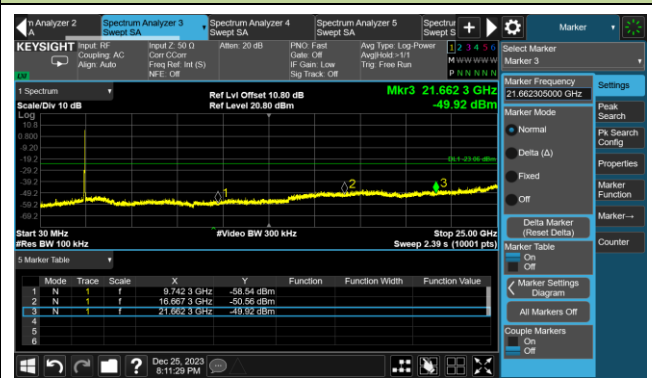 n Analyzer 2
A
Spectrum Analyzer 3
Swept SA
Spectrum Analyzer 4
Swept SA
Spectrum Analyzer 5
Swept SA
Spectru
Swept S
Marker
KEYSIGHT
Input: RF
Coupling: AC
Align: Auto
Input Z: 50 Ω
Corr CCorr
Freq Ref: Int (S)
NFE: Off
Atten: 20 dB
PNO: Fast
Gate: Off
IF Gain: Low
Sig Track: Off
Avg Type: Log-Power
Avg|Hold:>1/1
Trig: Free Run
1 2 3 4 5 6
M W W W W W
P N N N N N
LXI
1 Spectrum
Scale/Div 10 dB
Ref Lvl Offset 10.80 dB
Ref Level 20.80 dBm
Mkr3 21.662 3 GHz
-49.92 dBm
Log
10.8
0.800
-9.20
-19.2
-29.2
-39.2
-49.2
-59.2
-69.2
DL1 -23.06 dBm
1
2
3
Start 30 MHz
#Res BW 100 kHz
#Video BW 300 kHz
Stop 25.00 GHz
Sweep 2.39 s (10001 pts)
5 Marker Table
Mode Trace Scale X Y Function Function Width Function Value
1 N 1 f 9.742 3 GHz -58.54 dBm
2 N 1 f 16.667 3 GHz -50.56 dBm
3 N 1 f 21.662 3 GHz -49.92 dBm
4
5
6
Dec 25, 2023
8:11:29 PM
Select Marker
Marker 3
Marker Frequency
21.662305000 GHz
Marker Mode
Normal
Delta (Δ)
Fixed
Off
Delta Marker
(Reset Delta)
Marker Table
On
Off
Marker Settings
Diagram
All Markers Off
Couple Markers
On
Off
Settings
Peak
Search
Pk Search
Config
Properties
Marker
Function
Marker→
Counter